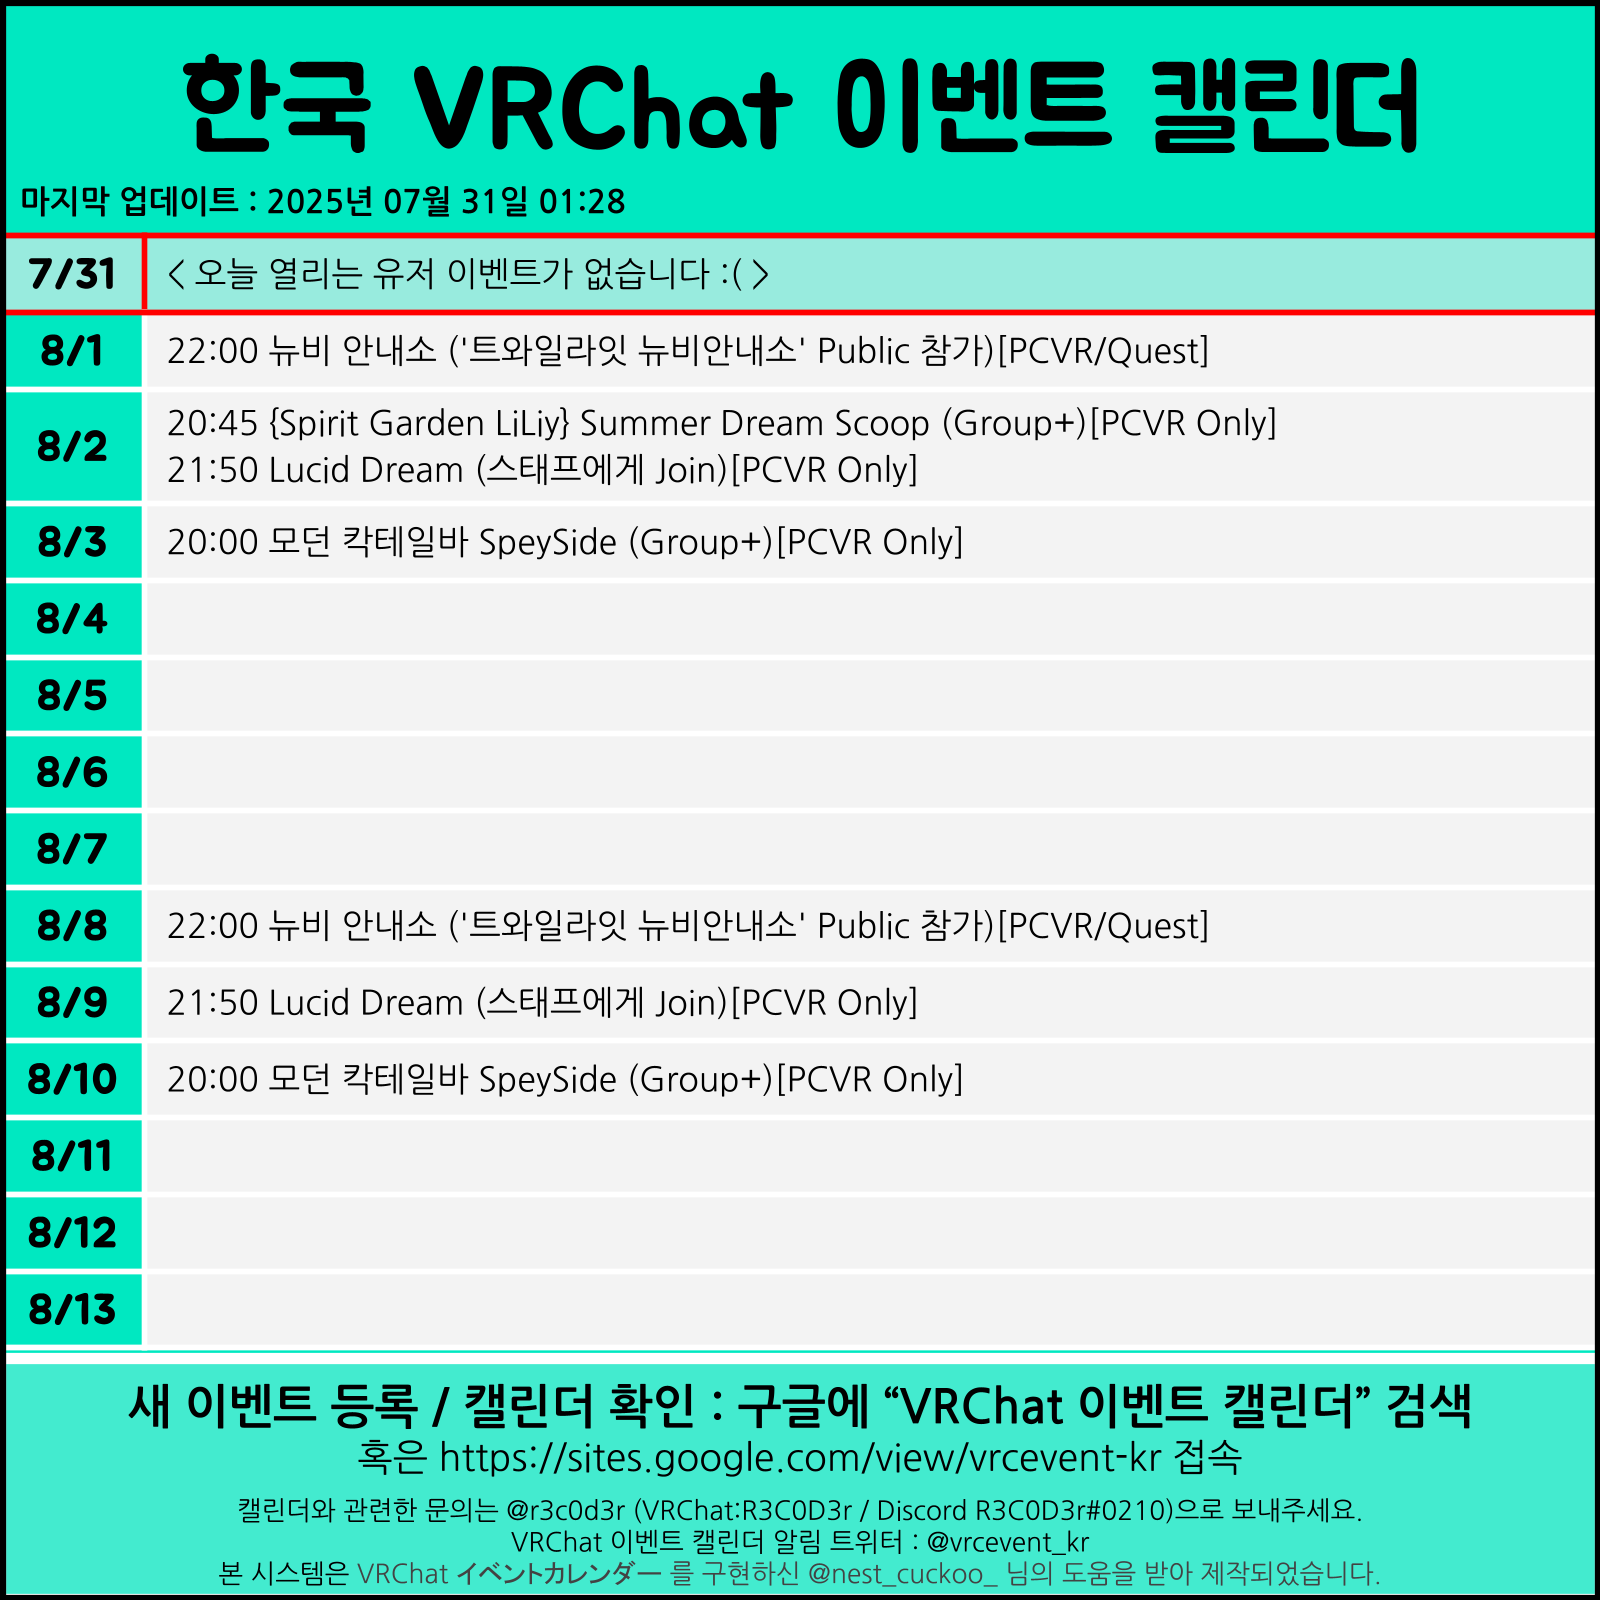 한국 VRChat 이벤트 캘린더
마지막 업데이트 : 2025년 07월 31일 01:28
7/31 < 오늘 열리는 유저 이벤트가 없습니다 :( >
8/1 22:00 뉴비 안내소 ('트와일라잇 뉴비안내소' Public 참가)[PCVR/Quest]
8/2 20:45 {Spirit Garden LiLiy} Summer Dream Scoop (Group+)[PCVR Only]
21:50 Lucid Dream (스태프에게 Join)[PCVR Only]
8/3 20:00 모던 칵테일바 SpeySide (Group+)[PCVR Only]
8/4
8/5
8/6
8/7
8/8 22:00 뉴비 안내소 ('트와일라잇 뉴비안내소' Public 참가)[PCVR/Quest]
8/9 21:50 Lucid Dream (스태프에게 Join)[PCVR Only]
8/10 20:00 모던 칵테일바 SpeySide (Group+)[PCVR Only]
8/11
8/12
8/13
새 이벤트 등록 / 캘린더 확인 : 구글에 “VRChat 이벤트 캘린더” 검색
혹은 https://sites.google.com/view/vrcevent-kr 접속
캘린더와 관련한 문의는 @r3c0d3r (VRChat:R3C0D3r / Discord R3C0D3r#0210)으로 보내주세요.
VRChat 이벤트 캘린더 알림 트위터 : @vrcevent_kr
본 시스템은 VRChat イベントカレンダー 를 구현하신 @nest_cuckoo_ 님의 도움을 받아 제작되었습니다.